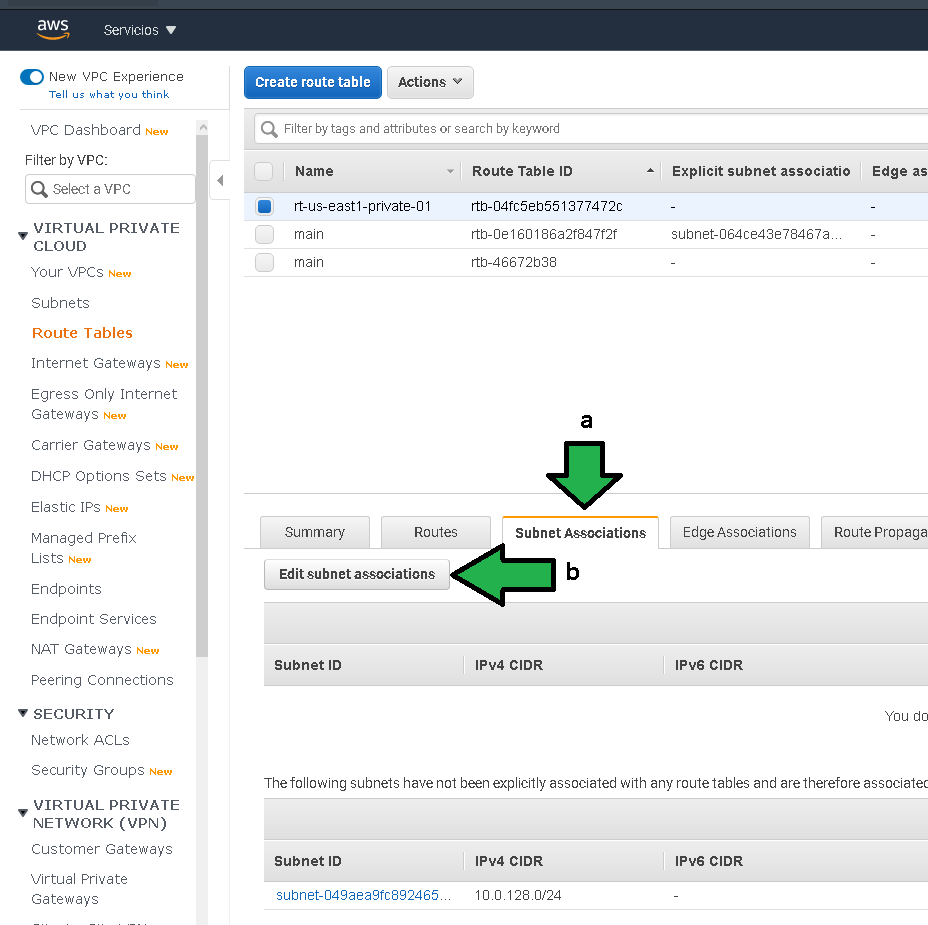 aws
Servicios
New VPC Experience
Tell us what you think
VPC Dashboard New
Filter by VPC:
Select a VPC
VIRTUAL PRIVATE
CLOUD
Your VPCs New
Subnets
Route Tables
Internet Gateways New
Egress Only Internet
Gateways New
Carrier Gateways New
DHCP Options Sets New
Elastic IPs New
Managed Prefix
Lists New
Endpoints
Endpoint Services
NAT Gateways New
Peering Connections
SECURITY
Network ACLs
Security Groups New
VIRTUAL PRIVATE
NETWORK (VPN)
Customer Gateways
Virtual Private
Gateways
Create route table Actions
Filter by tags and attributes or search by keyword
Name Route Table ID Explicit subnet associatio Edge as
rt-us-east1-private-01 rtb-04fc5eb551377472c - -
main rtb-0e160186a2f847f2f subnet-064ce43e78467a... -
main rtb-46672b38 - -
a
Summary Routes Subnet Associations Edge Associations Route Propaga
Edit subnet associations b
Subnet ID IPv4 CIDR IPv6 CIDR
You do
The following subnets have not been explicitly associated with any route tables and are therefore associated
Subnet ID IPv4 CIDR IPv6 CIDR
subnet-049aea9fc892465... 10.0.128.0/24 -